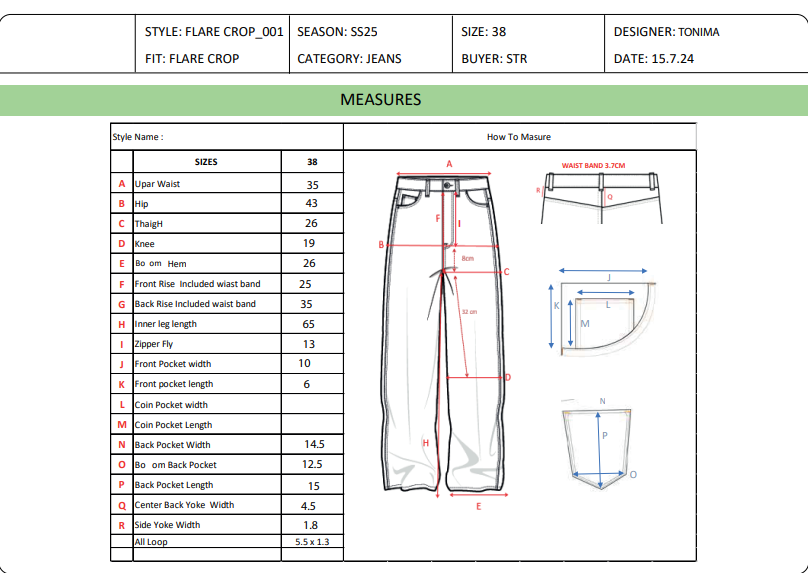 STYLE: FLARE CROP_001 SEASON: SS25 SIZE: 38 DESIGNER: TONIMA
FIT: FLARE CROP CATEGORY: JEANS BUYER: STR DATE: 15.7.24
MEASURES
Style Name : How To Masure
SIZES 38
A Upar Waist 35
B Hip 43
C ThaigH 26
D Knee 19
E Bo om Hem 26
F Front Rise Included wiast band 25
G Back Rise Included waist band 35
H Inner leg length 65
I Zipper Fly 13
J Front Pocket width 10
K Front pocket length 6
L Coin Pocket width
M Coin Pocket Length
N Back Pocket Width 14.5
O Bo om Back Pocket 12.5
P Back Pocket Length 15
Q Center Back Yoke Width 4.5
R Side Yoke Width 1.8
All Loop 5.5 x 1.3
A
F
I
B
8cm
C
32 cm
D
H
E
WAIST BAND 3.7CM
R
Q
J
K
L
M
N
P
O